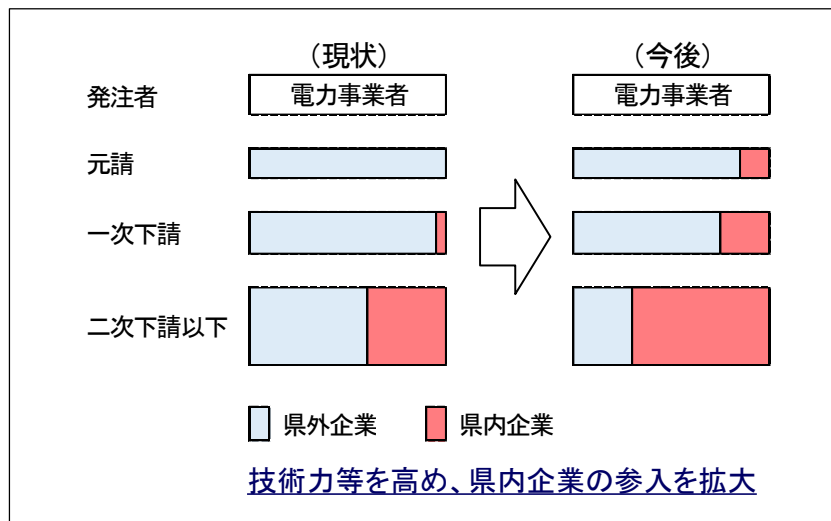 （現状）
（今後）
発注者
電力事業者
電力事業者
元請
一次下請
二次下請以下
県外企業
県内企業
技術力等を高め、県内企業の参入を拡大